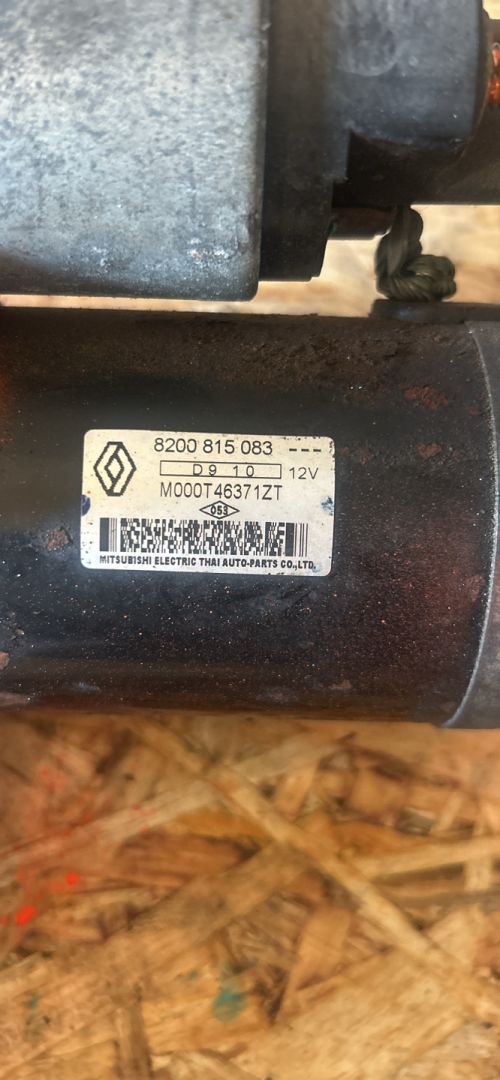 8200 815 083 ---
D9 10 12V
M000T46371ZT
053
MITSUBISHI ELECTRIC THAI AUTO-PARTS CO.,LTD.